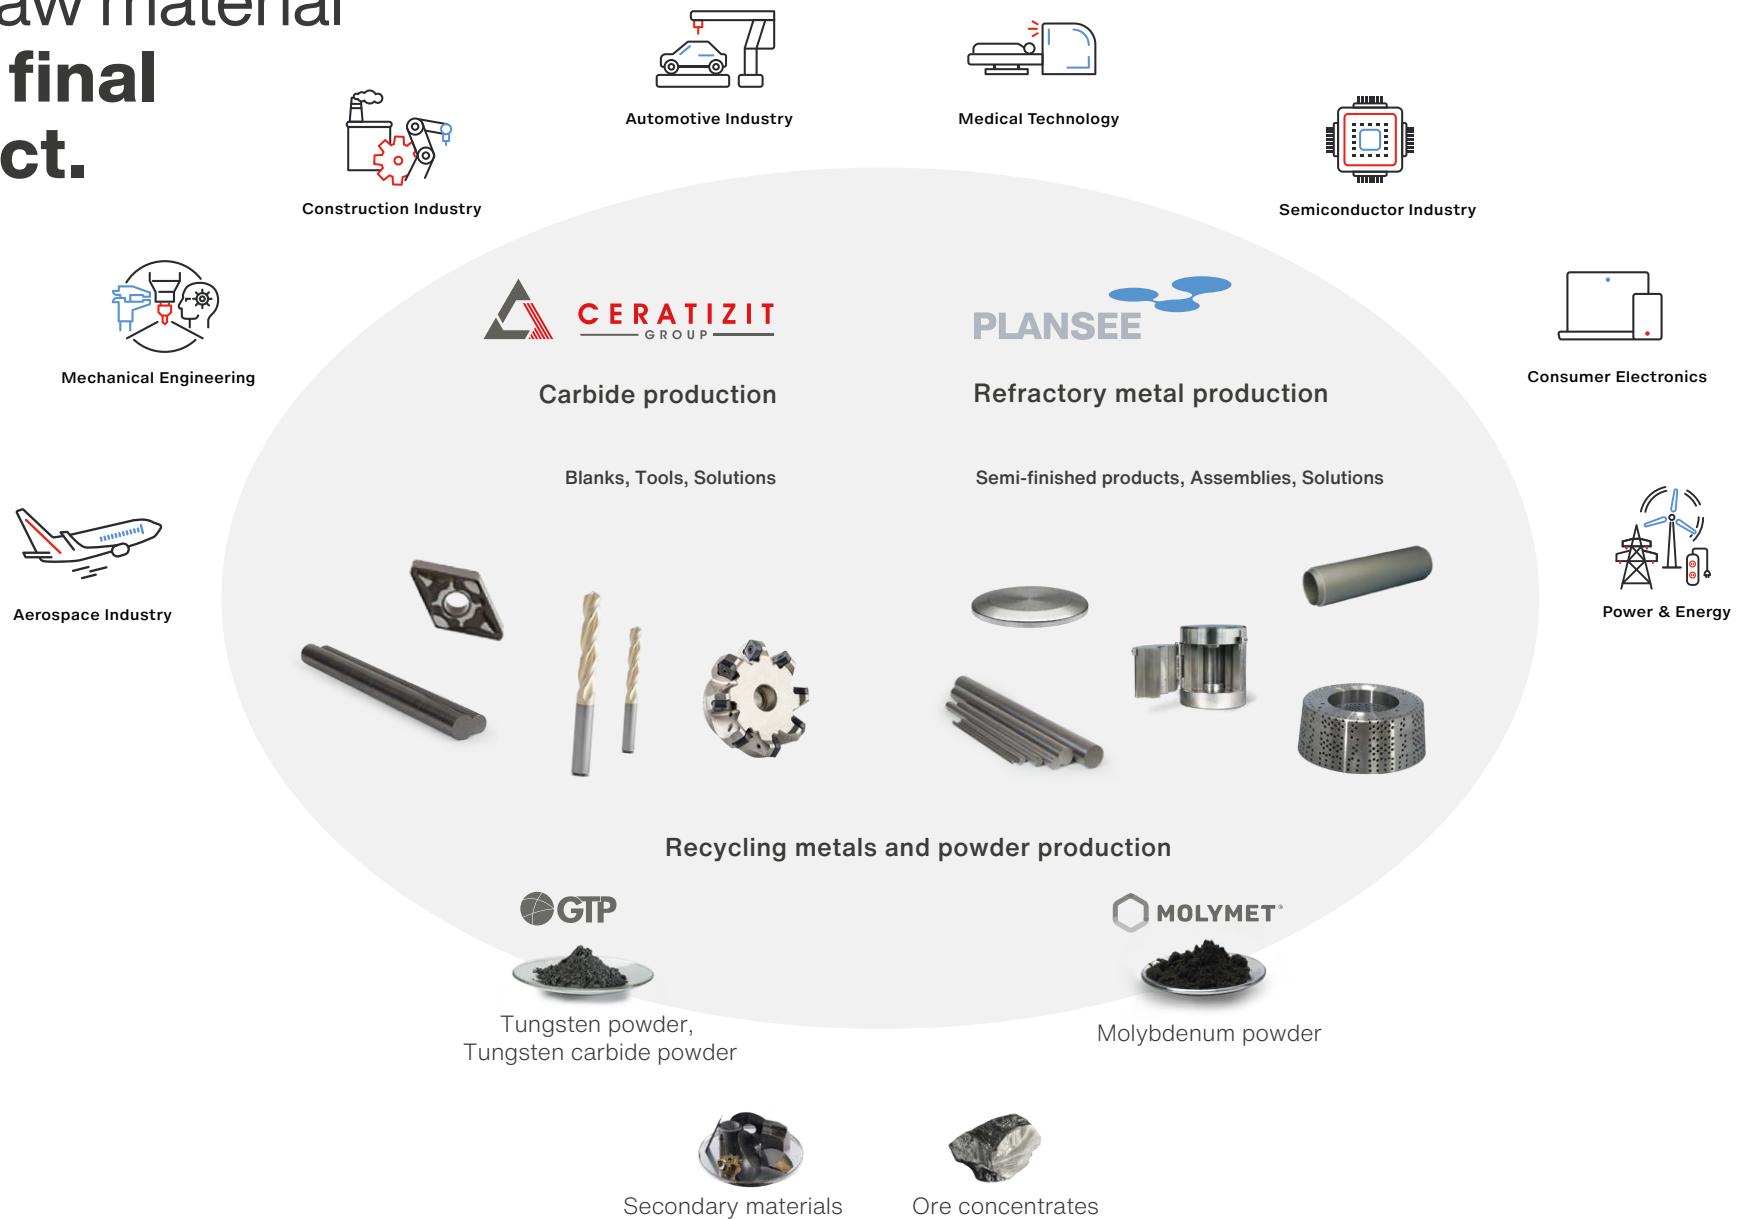 aw material
final
ct.
Automotive Industry
Medical Technology
Construction Industry
Semiconductor Industry
Mechanical Engineering
Consumer Electronics
Aerospace Industry
Power & Energy
CERATIZIT
GROUP
PLANSEE
Carbide production
Refractory metal production
Blanks, Tools, Solutions
Semi-finished products, Assemblies, Solutions
Recycling metals and powder production
GTP
MOLYMET®
Tungsten powder,
Tungsten carbide powder
Molybdenum powder
Secondary materials
Ore concentrates